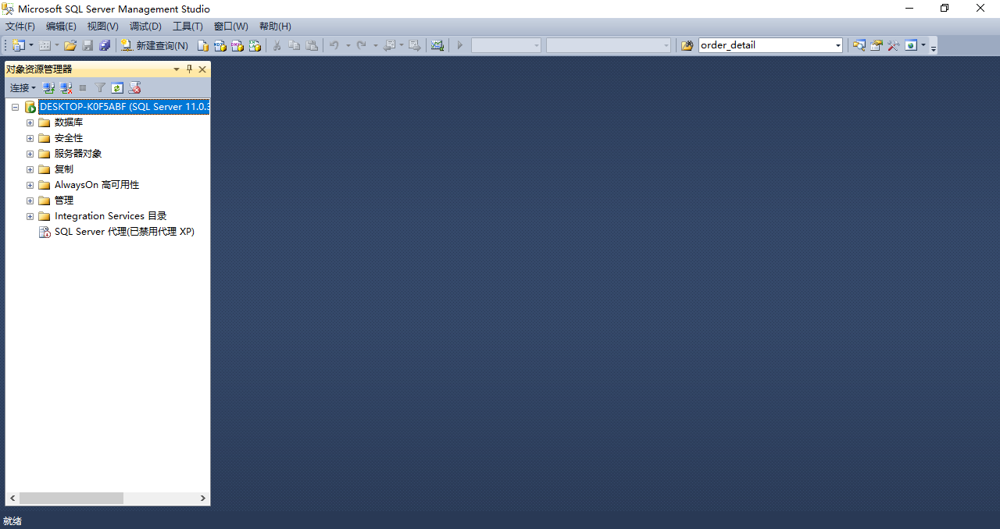 Microsoft SQL Server Management Studio
文件(F) 编辑(E) 视图(V) 调试(D) 工具(T) 窗口(W) 帮助(H)
新建查询(N) order_detail
对象资源管理器
连接
DESKTOP-K0F5ABF (SQL Server 11.0.3
数据库
安全性
服务器对象
复制
AlwaysOn 高可用性
管理
Integration Services 目录
SQL Server 代理(已禁用代理 XP)
就绪